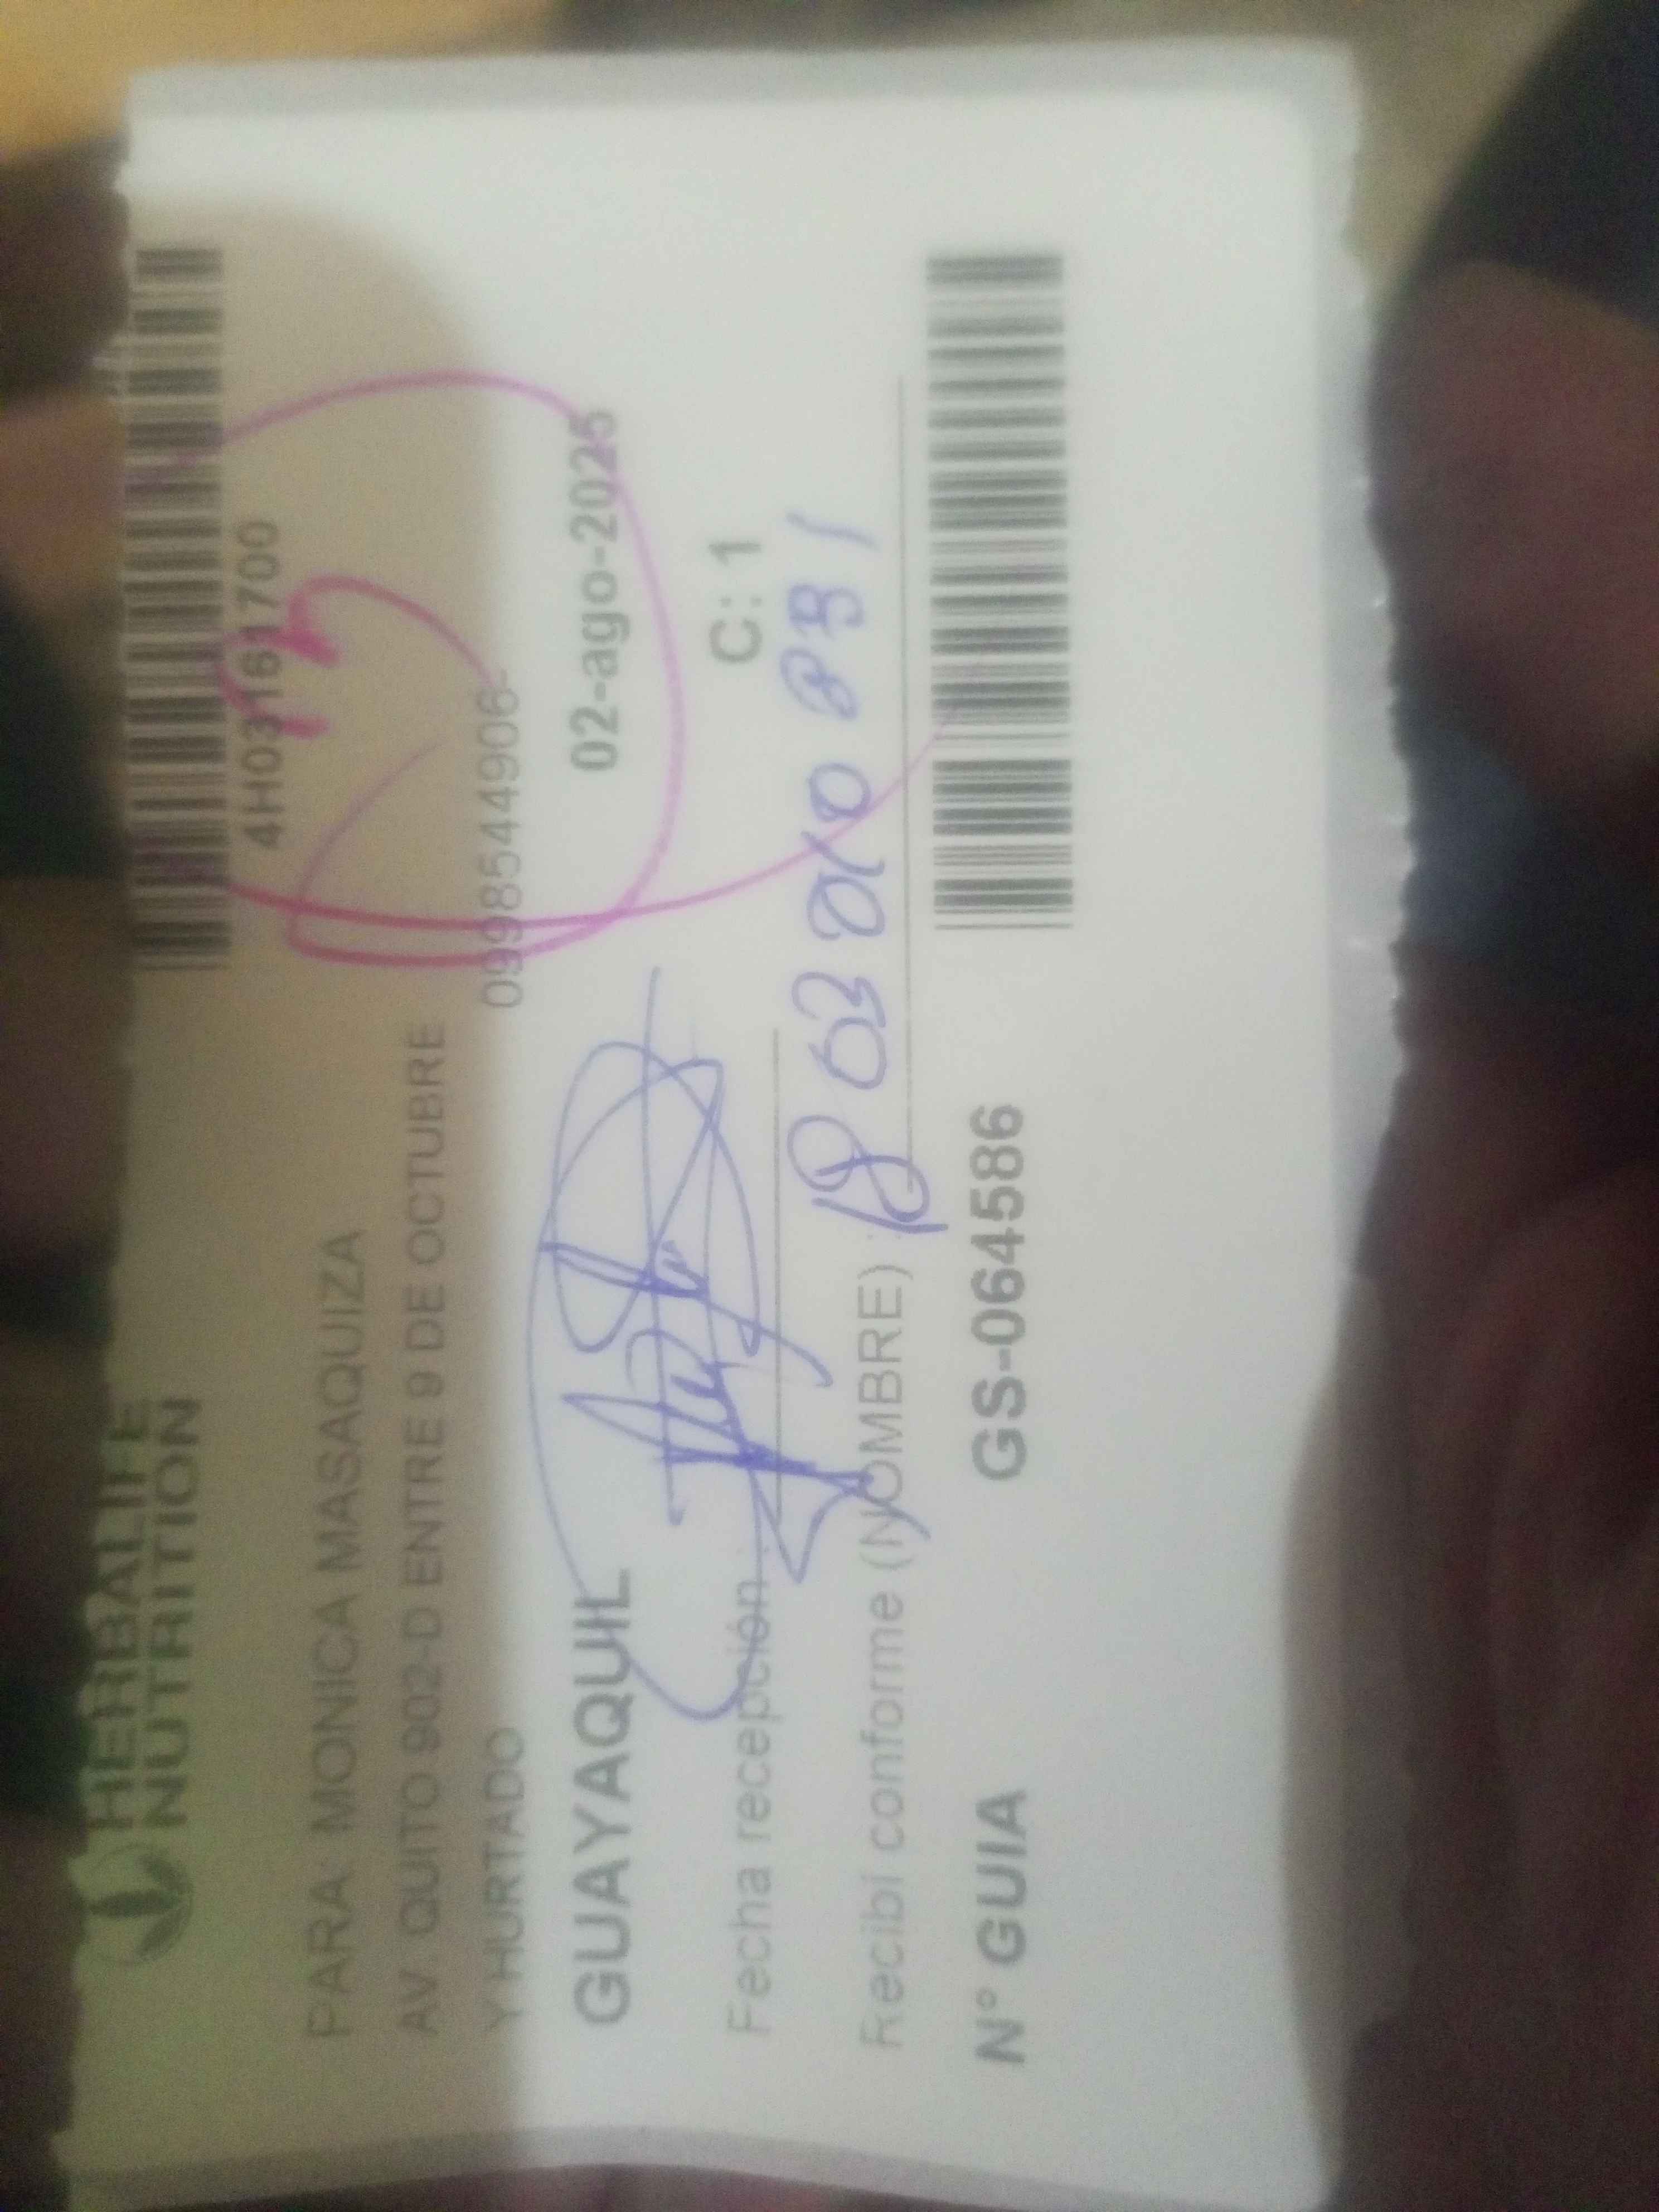 HERBALIFE
NUTRITION
4H03161700
PARA: MONICA MASAQUIZA
AV. QUITO 902-D ENTRE 9 DE OCTUBRE
Y HURTADO
0998544906-
GUAYAQUIL
02-ago-2025
Fecha recepción :
C: 1
Recibí conforme (NOMBRE) :
N° GUIA
GS-064586